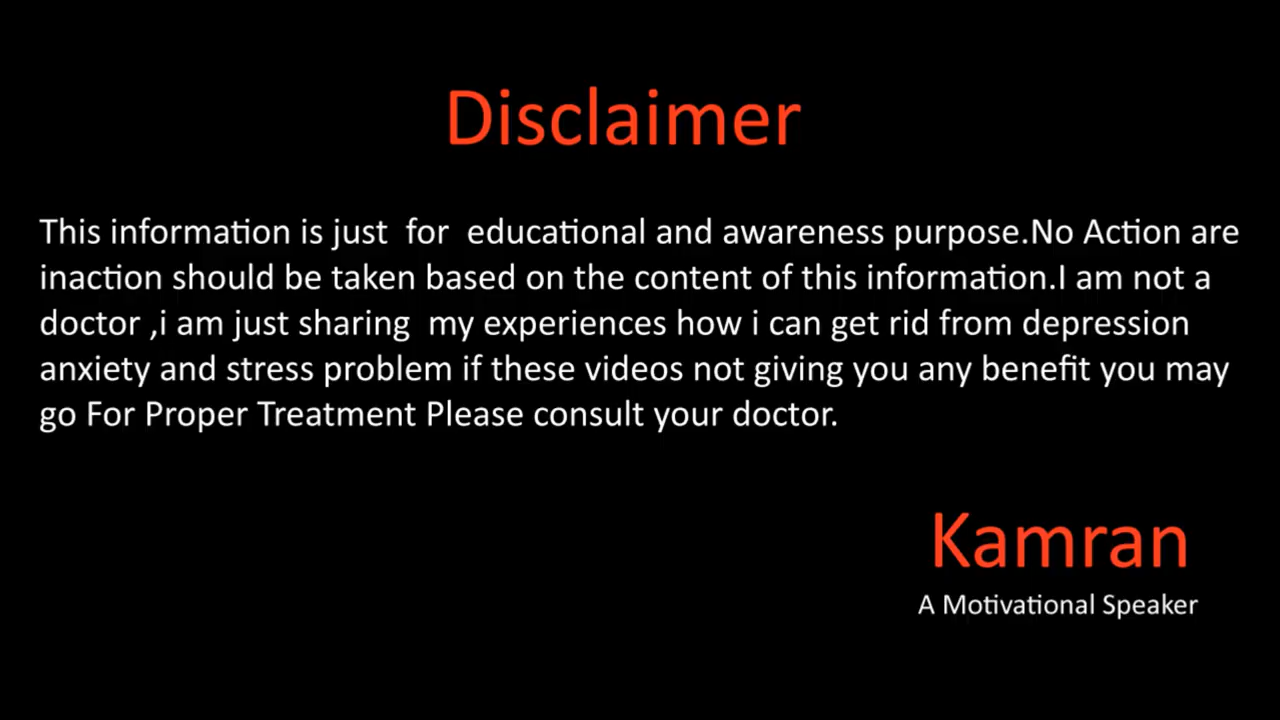 Disclaimer
This information is just  for  educational and awareness purpose.No Action are
inaction should be taken based on the content of this information.I am not a
doctor ,i am just sharing  my experiences how i can get rid from depression
anxiety and stress problem if these videos not giving you any benefit you may
go For Proper Treatment Please consult your doctor.
Kamran
A Motivational Speaker